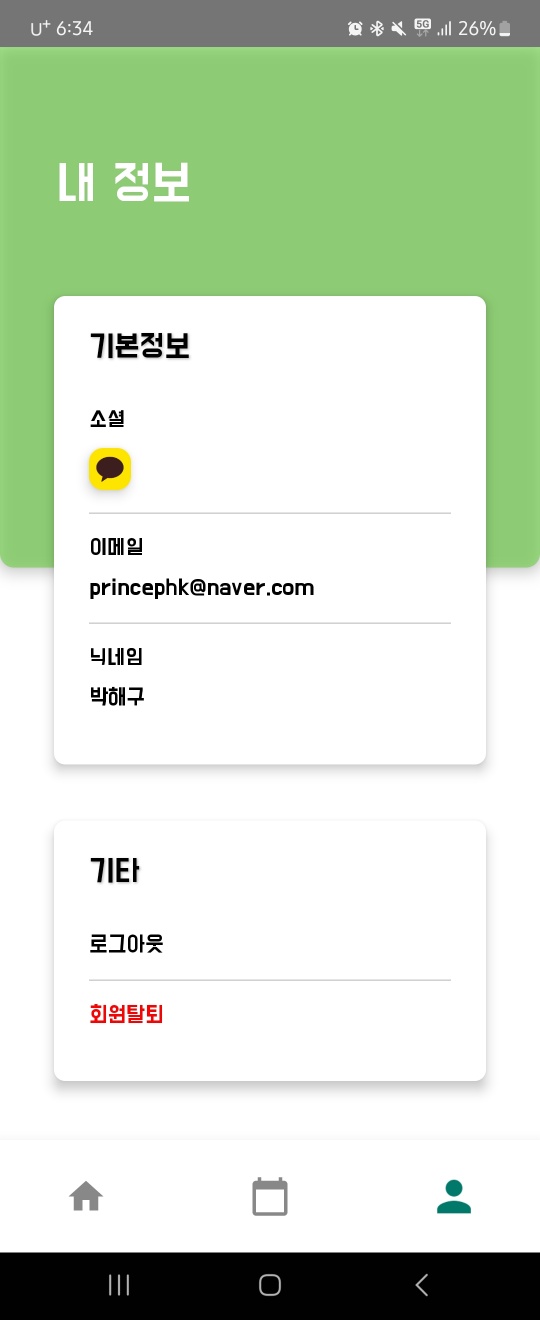 U+ 6:34 5G 26%
내 정보
기본정보
소셜
이메일
princephk@naver.com
닉네임
박해구
기타
로그아웃
회원탈퇴